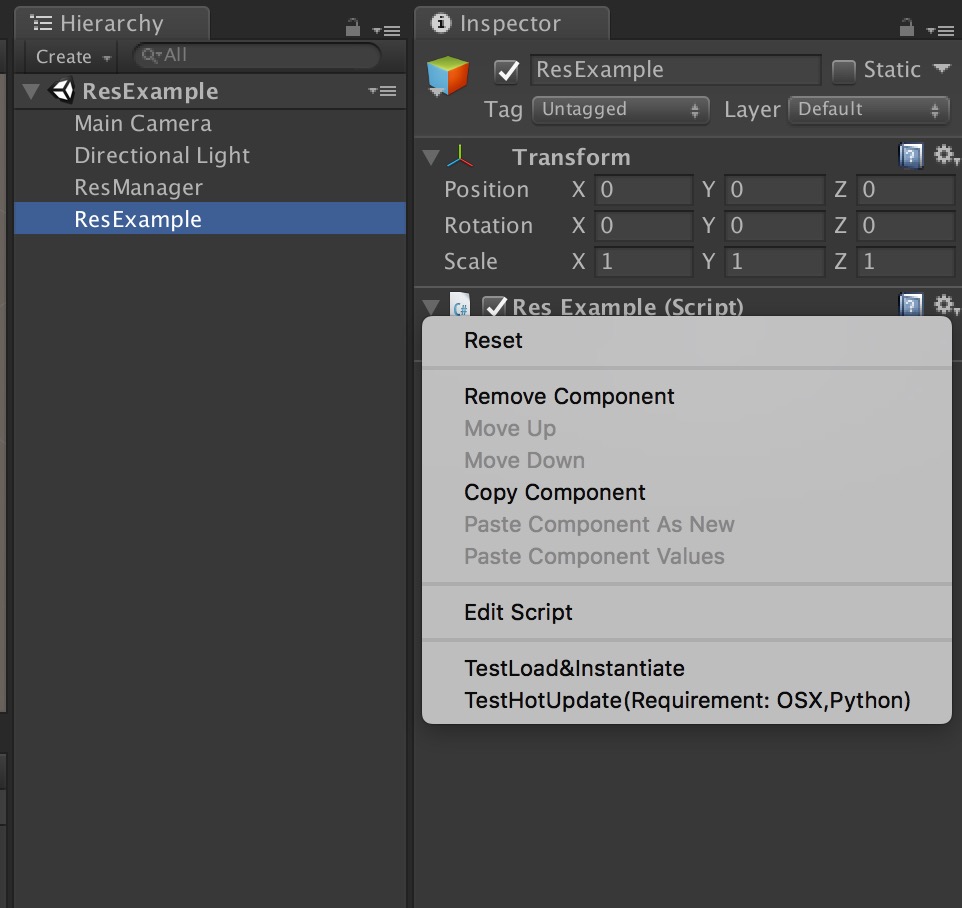 Hierarchy
Create All
ResExample
Main Camera
Directional Light
ResManager
ResExample
Inspector
ResExample Static
Tag Untagged Layer Default
Transform
Position X 0 Y 0 Z 0
Rotation X 0 Y 0 Z 0
Scale X 1 Y 1 Z 1
C# Res Example (Script)
Reset
Remove Component
Move Up
Move Down
Copy Component
Paste Component As New
Paste Component Values
Edit Script
TestLoad&Instantiate
TestHotUpdate(Requirement: OSX,Python)